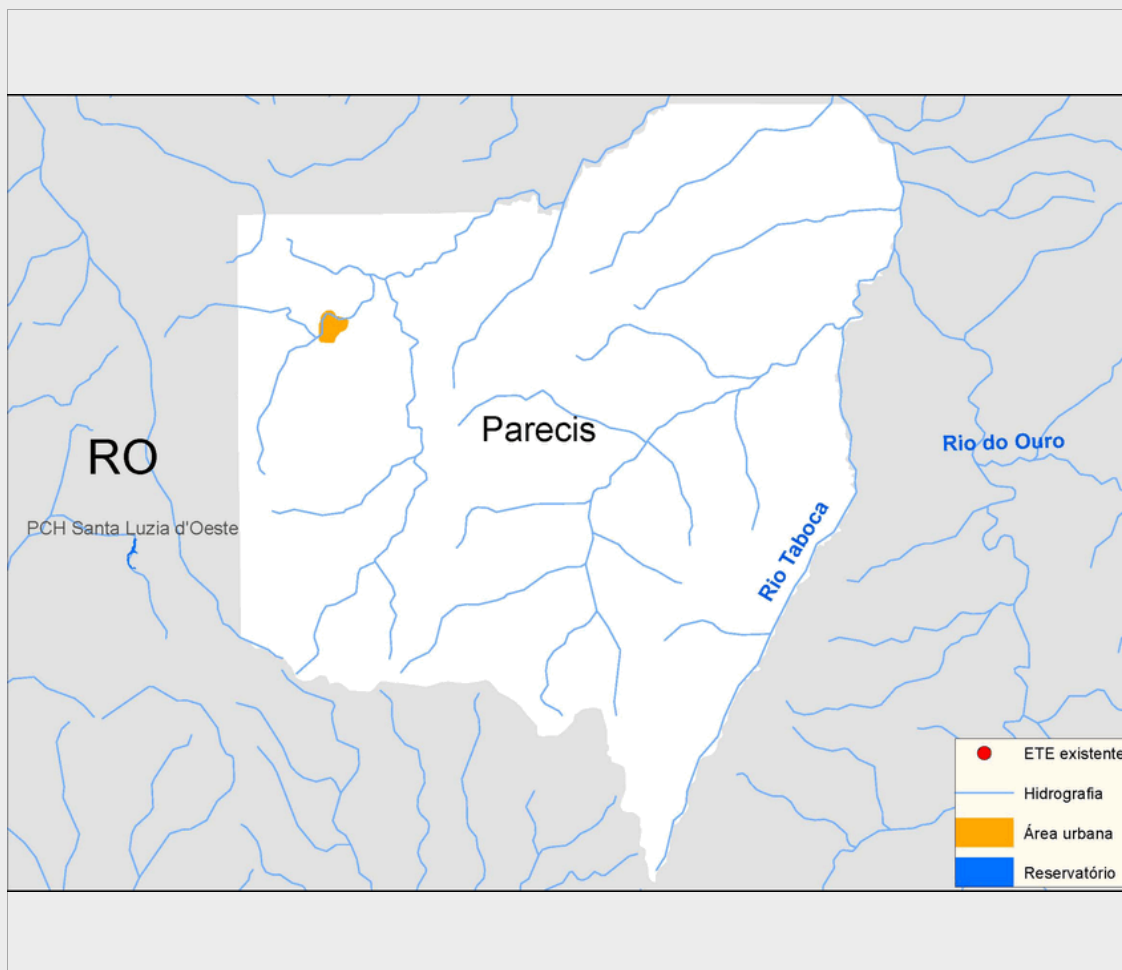 Parecis
RO
Rio do Ouro
PCH Santa Luzia d'Oeste
Rio Taboca
ETE existente
Hidrografia
Área urbana
Reservatório